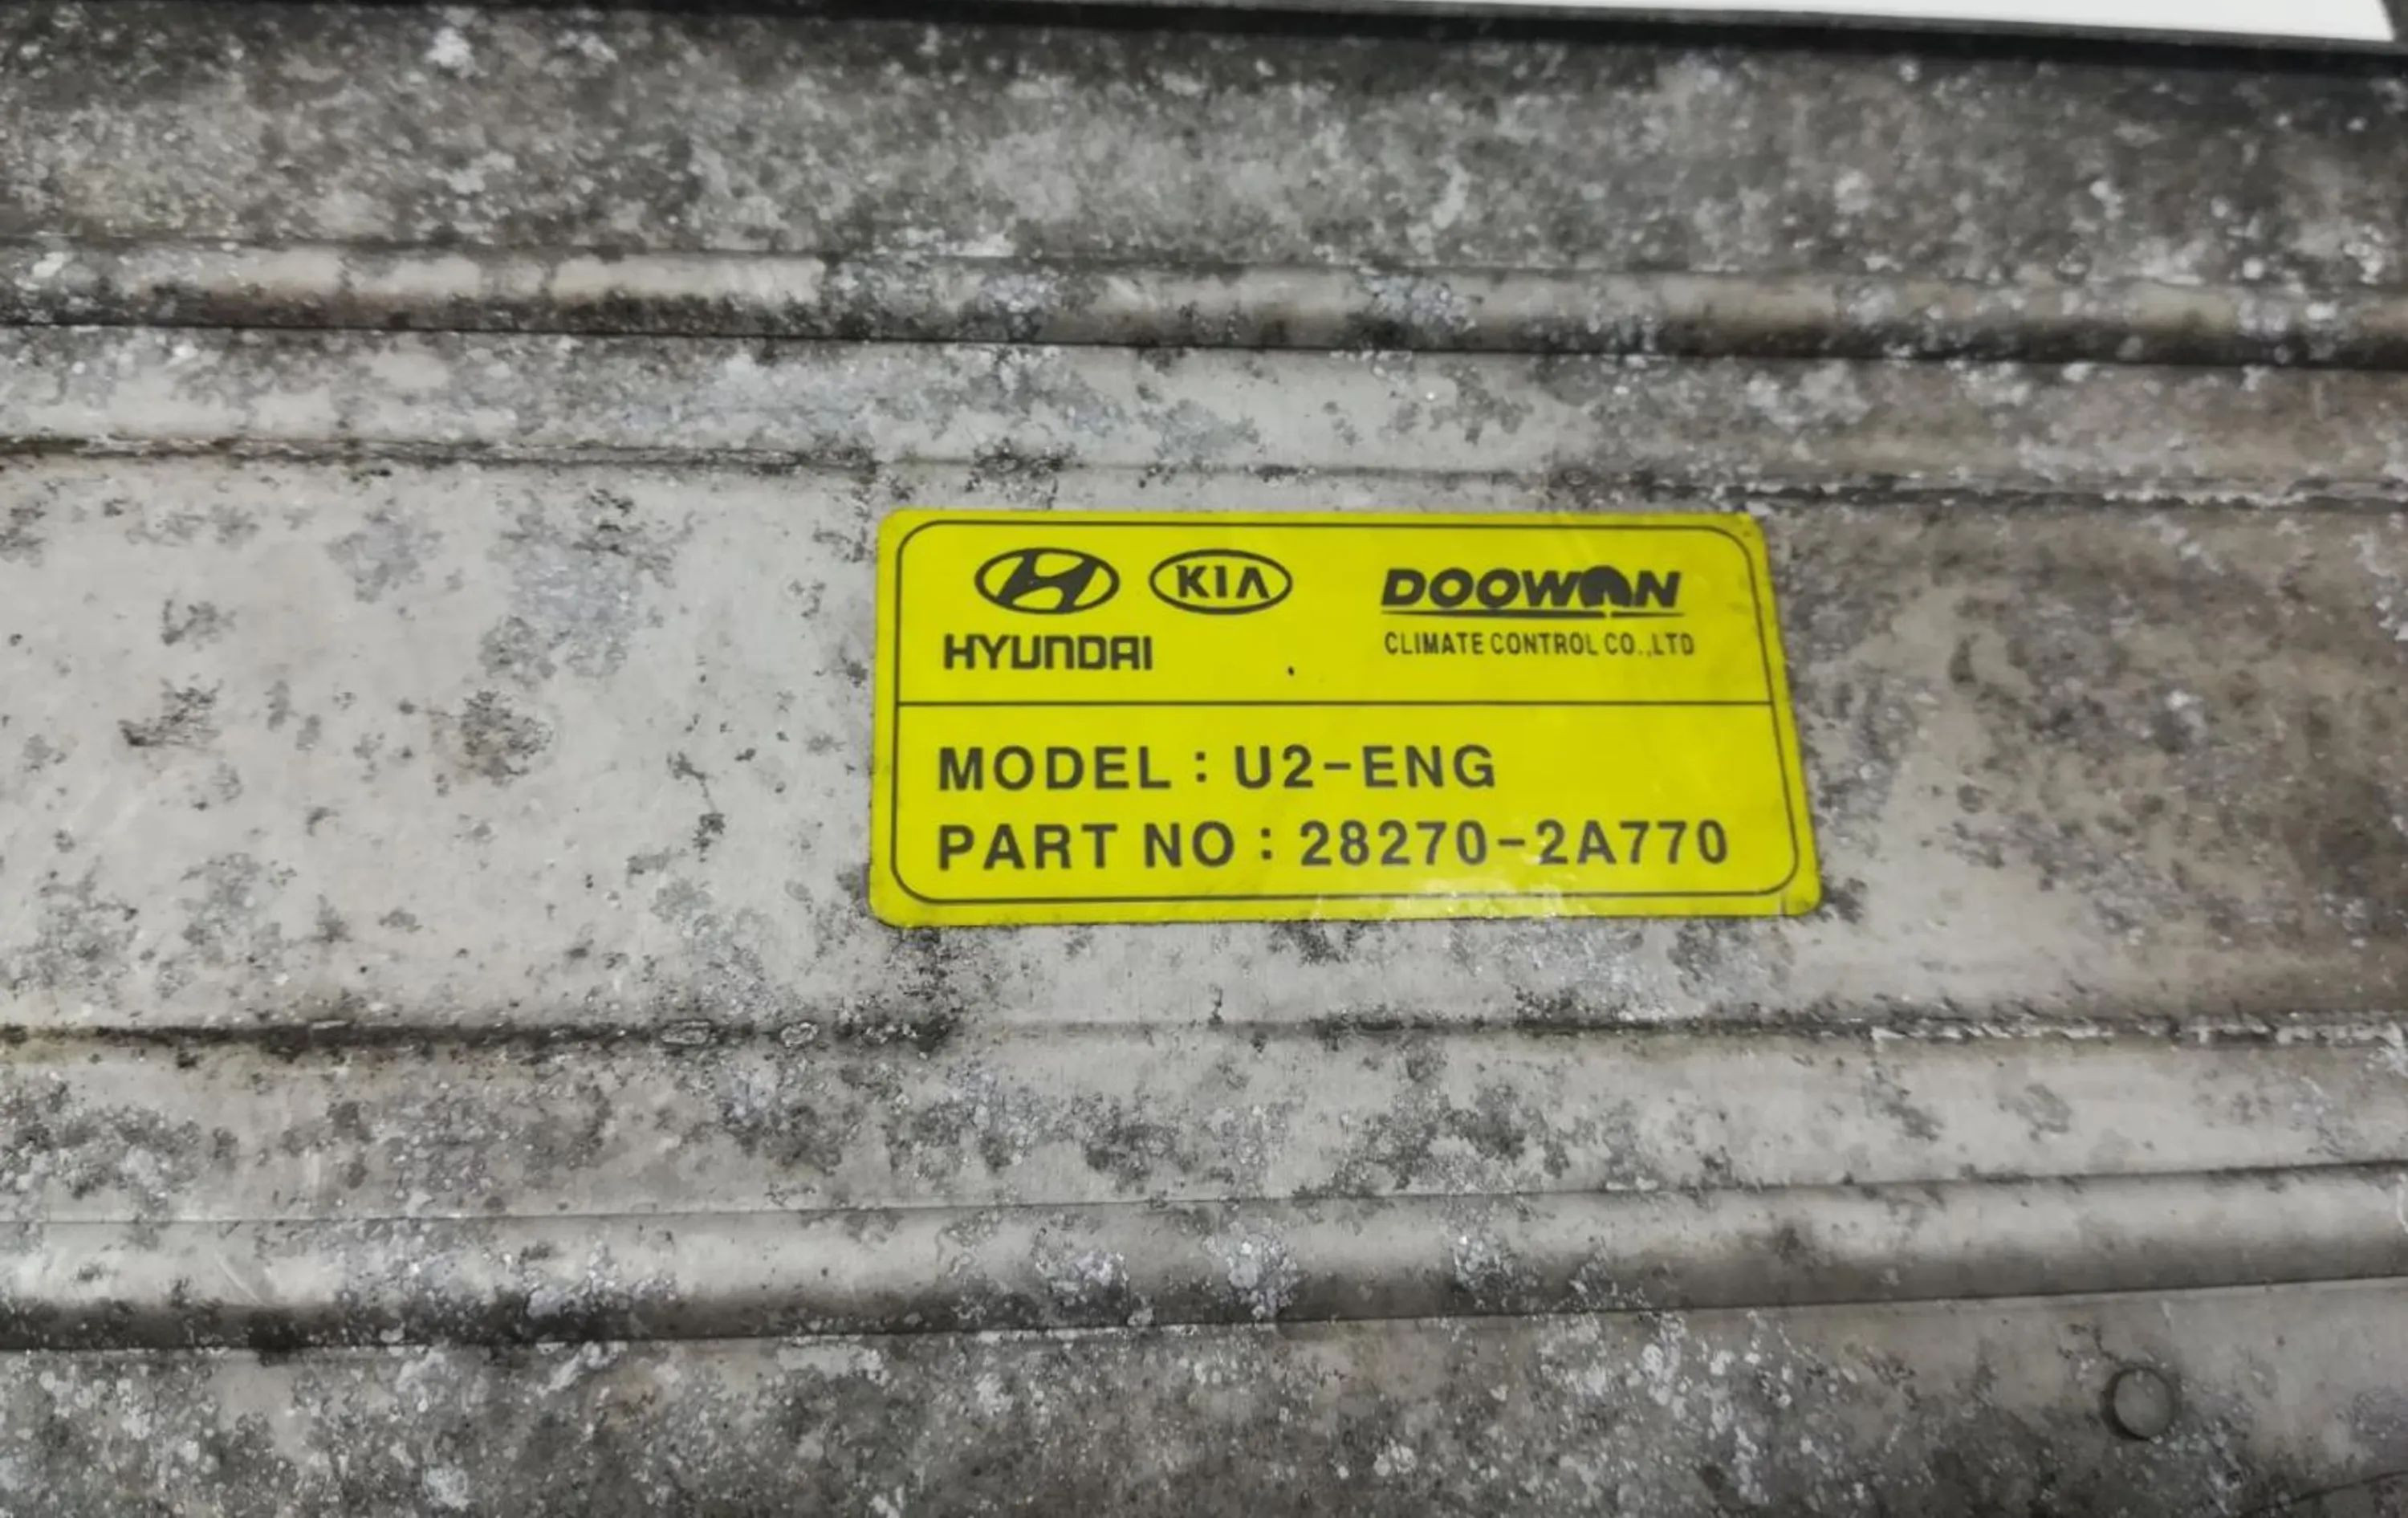 KIA DOOWON
HYUNDAI CLIMATE CONTROL CO.,LTD
MODEL : U2-ENG
PART NO : 28270-2A770